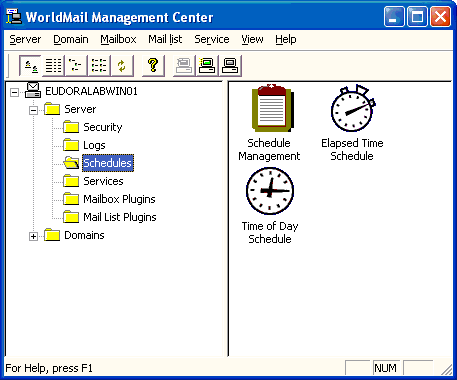 WorldMail Management Center
Server Domain Mailbox Mail list Service View Help
EUDORALABWIN01
Server
Security
Logs
Schedules
Services
Mailbox Plugins
Mail List Plugins
Domains
Schedule
Management
Elapsed Time
Schedule
Time of Day
Schedule
For Help, press F1
NUM